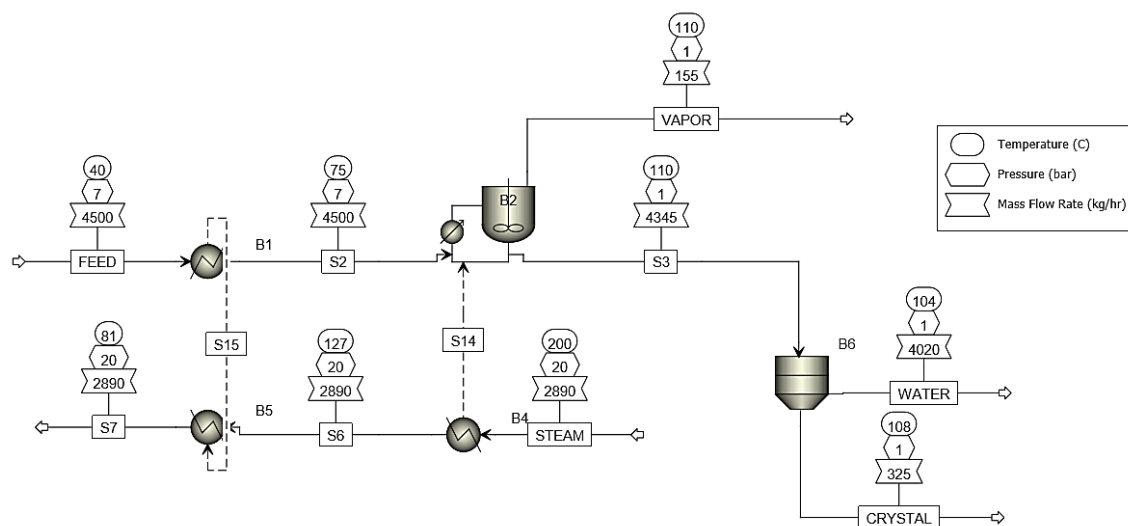 110
1
155
VAPOR
Temperature (C)
Pressure (bar)
Mass Flow Rate (kg/hr)
40
7
4500
FEED
B1
75
7
4500
S2
B2
110
1
4345
S3
81
20
2890
S7
S15
B5
127
20
2890
S6
S14
B4
200
20
2890
STEAM
B6
104
1
4020
WATER
108
1
325
CRYSTAL